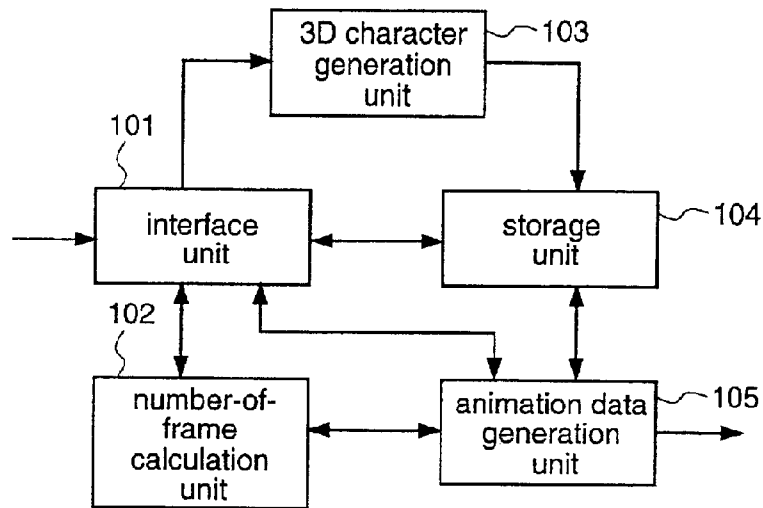 3D character
generation
unit
103
101
interface
unit
storage
unit
104
102
number-of-
frame
calculation
unit
animation data
generation
unit
105